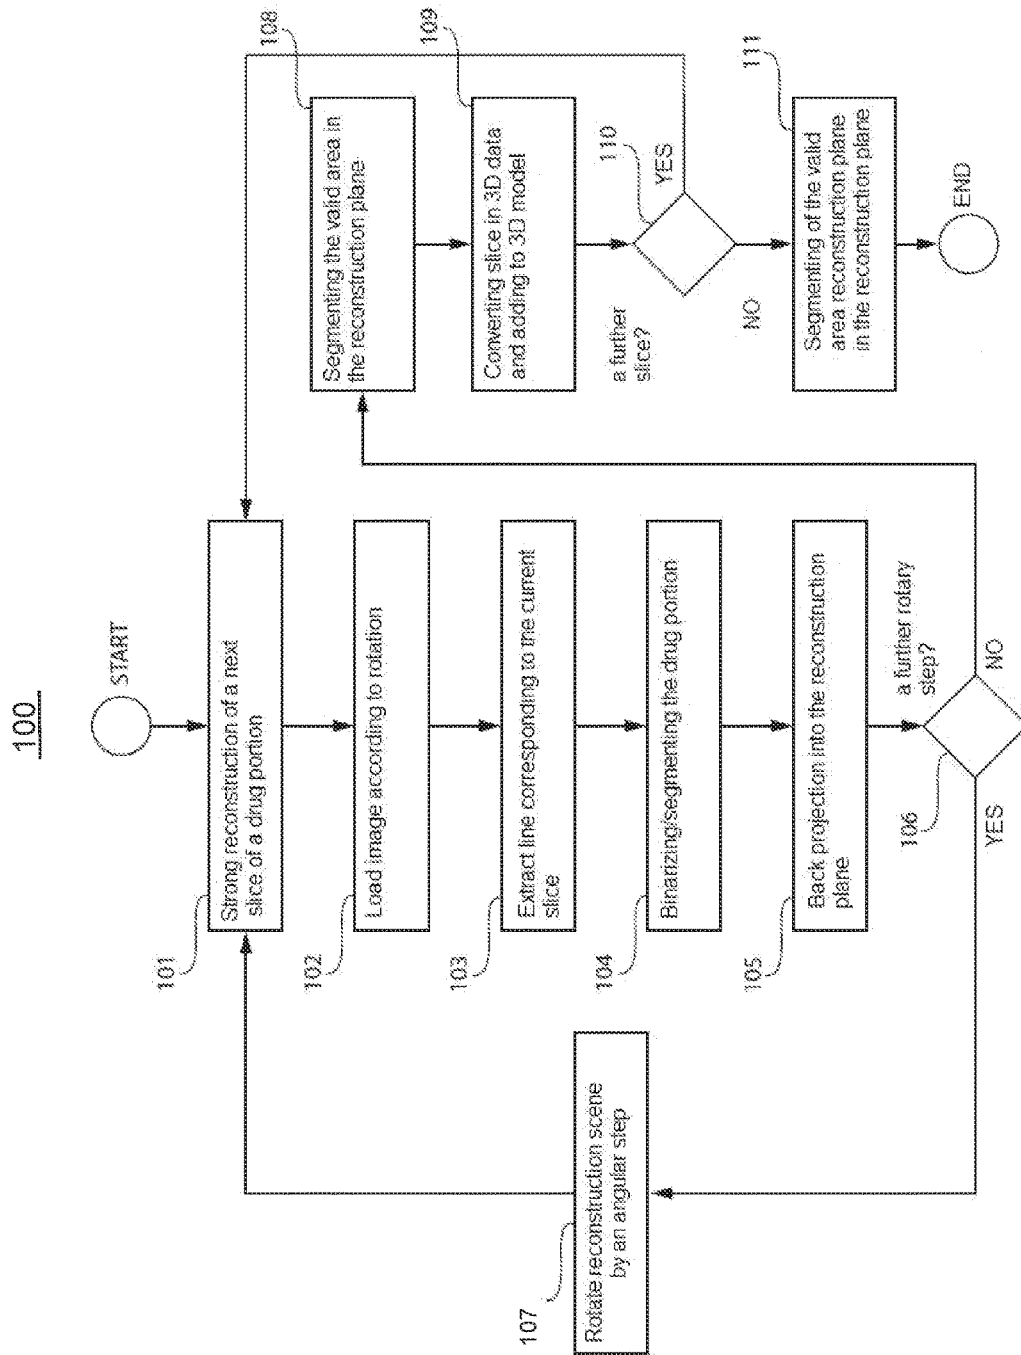 100
START
101
Strong reconstruction of a next
slice of a drug portion
102
Load image according to rotation
103
Extract line corresponding to the current
slice
104
Binarizing/segmenting the drug portion
105
Back projection into the reconstruction
plane
a further rotary
step?
106
YES
NO
107
Rotate reconstruction scene
by an angular step
108
Segmenting the valid area in
the reconstruction plane
109
Converting slice in 3D data
and adding to 3D model
a further
slice?
110
YES
NO
111
Segmenting of the valid
area reconstruction plane
in the reconstruction plane
END